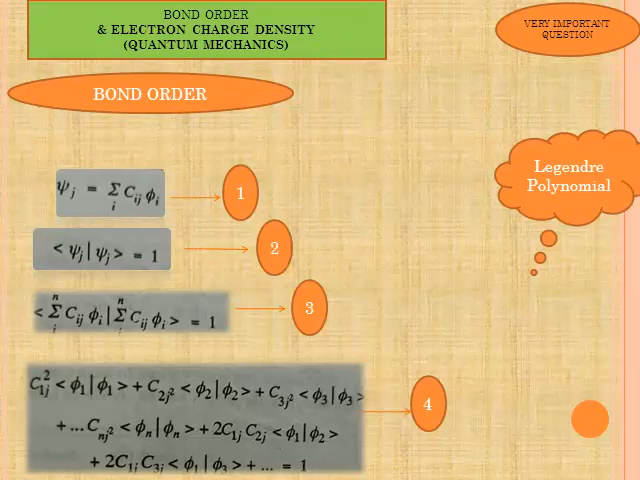 BOND ORDER
& ELECTRON CHARGE DENSITY
(QUANTUM MECHANICS)
VERY IMPORTANT
QUESTION
BOND ORDER
Legendre
Polynomial
ψj = Σi Cij ϕi
1
< ψj | ψj > = 1
2
< Σⁿi Cij ϕi | Σⁿi Cij ϕi > = 1
3
C1j² < ϕ1 | ϕ1 > + C2j² < ϕ2 | ϕ2 > + C3j² < ϕ3 | ϕ3 >
+ ... Cnj² < ϕn | ϕn > + 2C1j C2j < ϕ1 | ϕ2 >
+ 2C1j C3j < ϕ1 | ϕ3 > + ... = 1
4